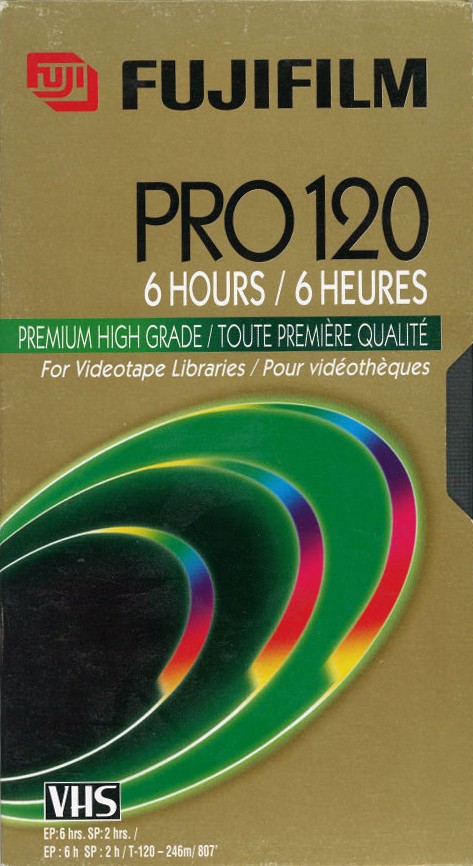 FUJI
FUJIFILM
PRO 120
6 HOURS / 6 HEURES
PREMIUM HIGH GRADE / TOUTE PREMIÈRE QUALITÉ
For Videotape Libraries / Pour vidéothèques
VHS
EP: 6 hrs. SP: 2 hrs. /
EP : 6 h SP : 2 h / T-120 – 246m/ 807'